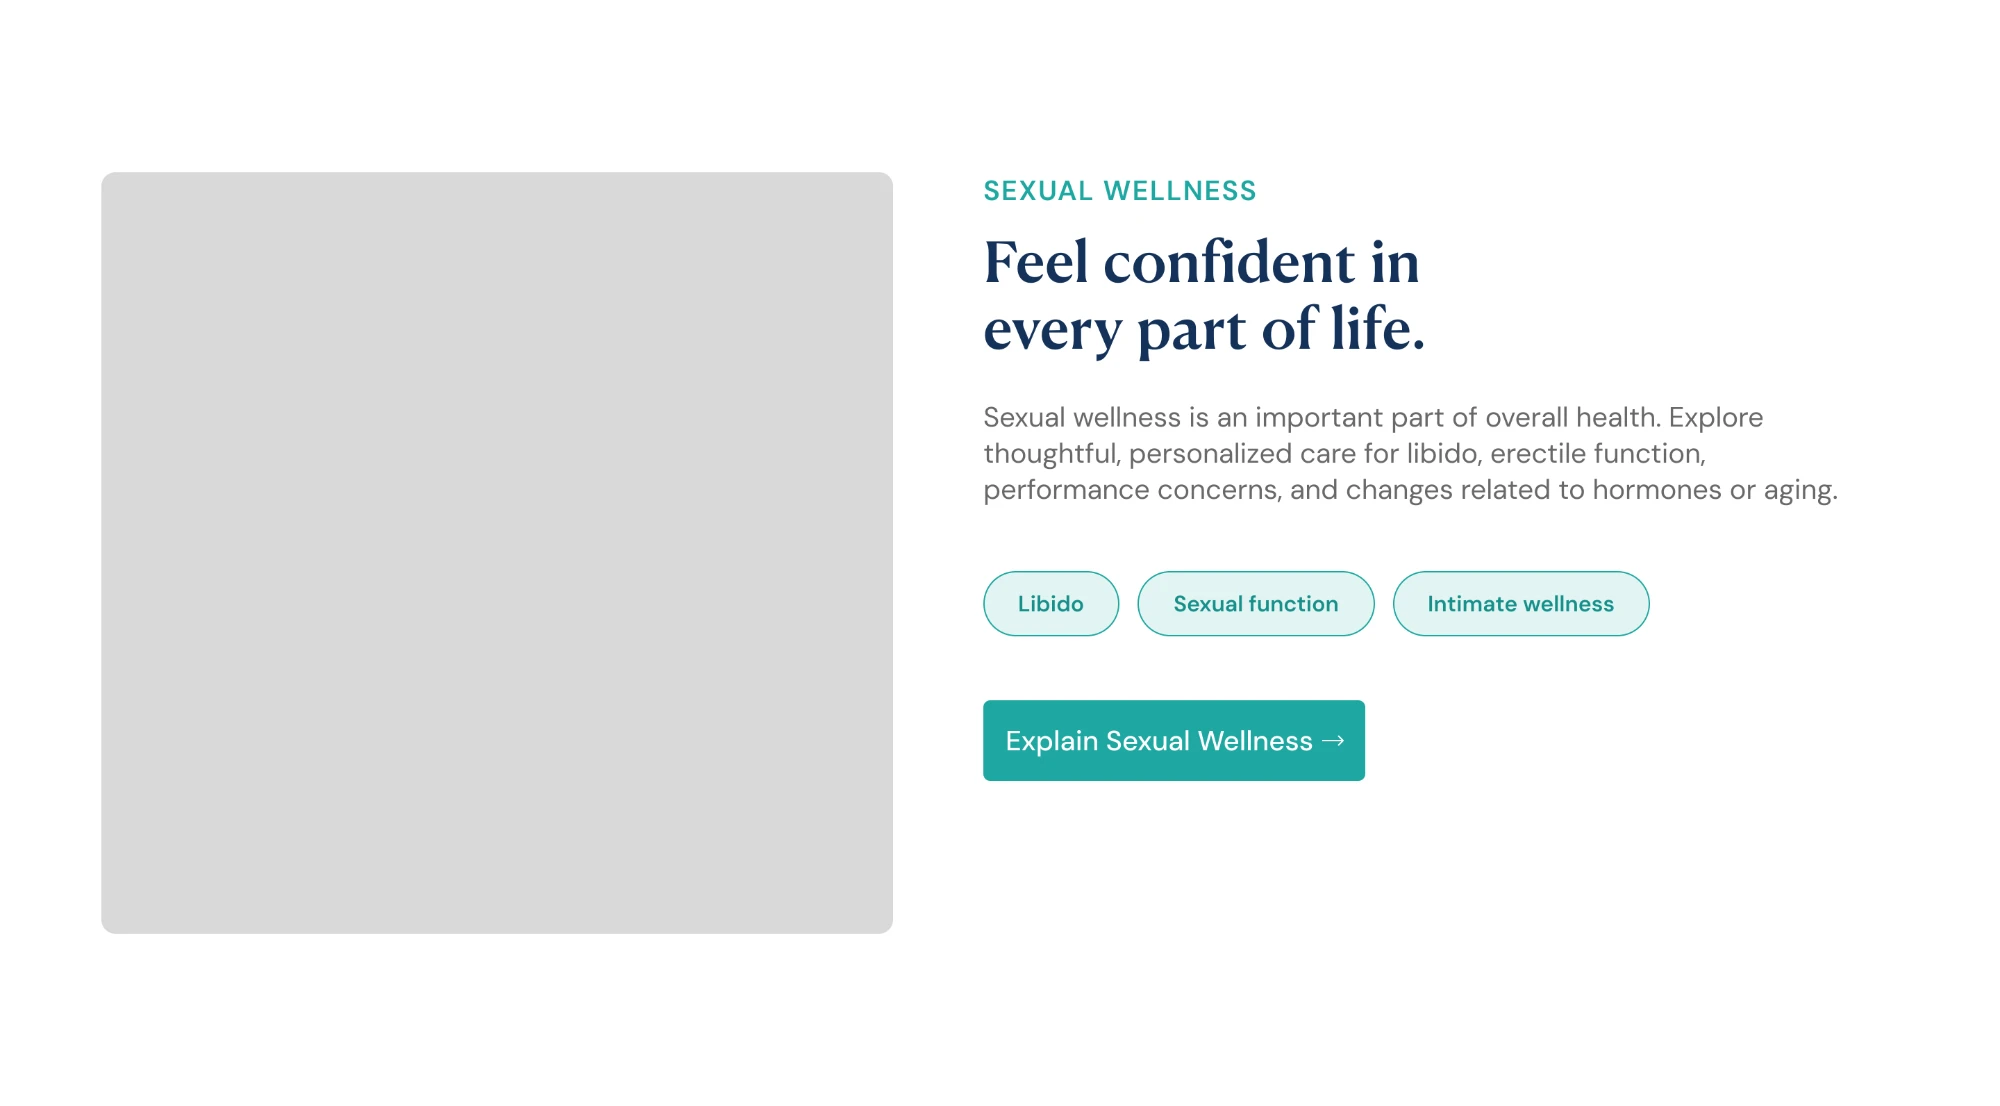 SEXUAL WELLNESS
Feel confident in
every part of life.
Sexual wellness is an important part of overall health. Explore
thoughtful, personalized care for libido, erectile function,
performance concerns, and changes related to hormones or aging.
Libido
Sexual function
Intimate wellness
Explain Sexual Wellness →